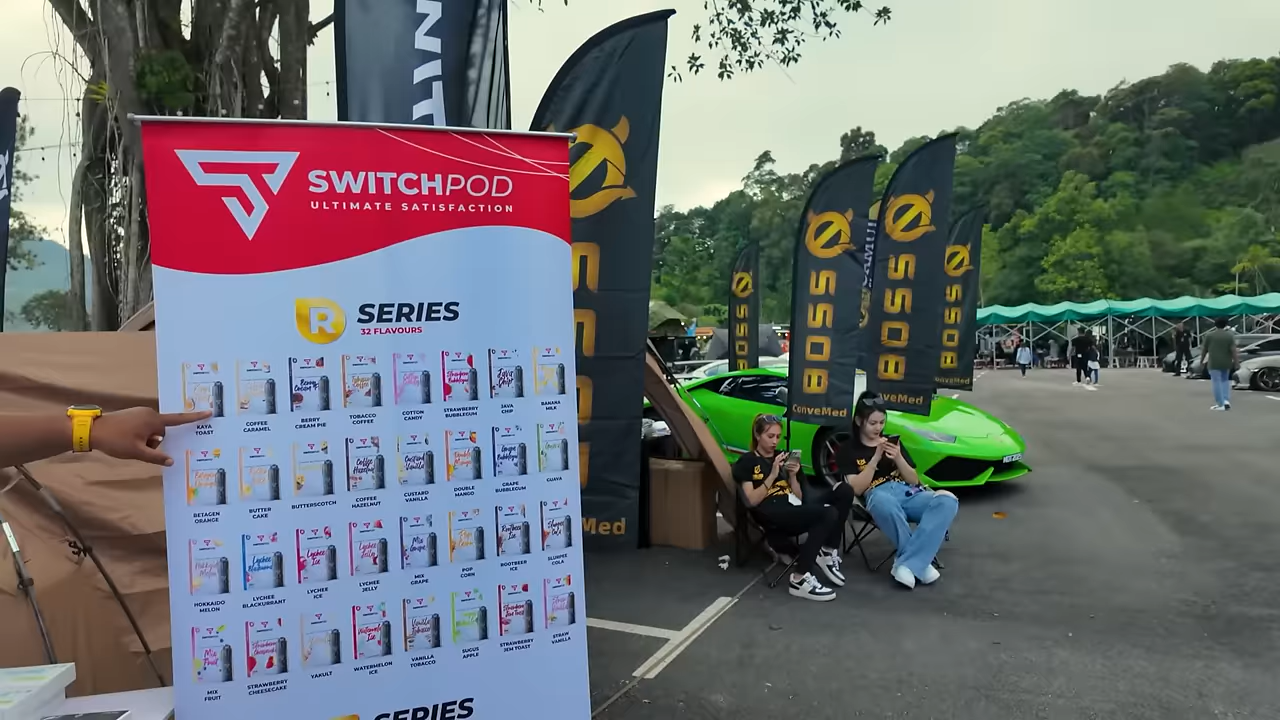 SWITCHPOD
ULTIMATE SATISFACTION
R SERIES
32 FLAVOURS
KAYA TOAST
COFFEE CARAMEL
BERRY CREAM PIE
TOBACCO COFFEE
COTTON CANDY
STRAWBERRY BUBBLEGUM
JAVA CHIP
BANANA MILK
BETAGEN ORANGE
BUTTER CAKE
BUTTERSCOTCH
COFFEE HAZELNUT
CUSTARD VANILLA
DOUBLE MANGO
GRAPE BUBBLEGUM
GUAVA
HOKKAIDO MELON
LYCHEE BLACKURRANT
LYCHEE ICE
LYCHEE JELLY
MIX GRAPE
POP CORN
ROOTBEER ICE
SLURPEE COLA
MIX FRUIT
STRAWBERRY CHEESECAKE
YAKULT
WATERMELON ICE
VANILLA TOBACCO
SUGUS APPLE
STRAWBERRY JEM TOAST
STRAW VANILLA
SERIES
Med
BOSS
BOSS
ConveMed
BOSS
ConveMed
BOSS